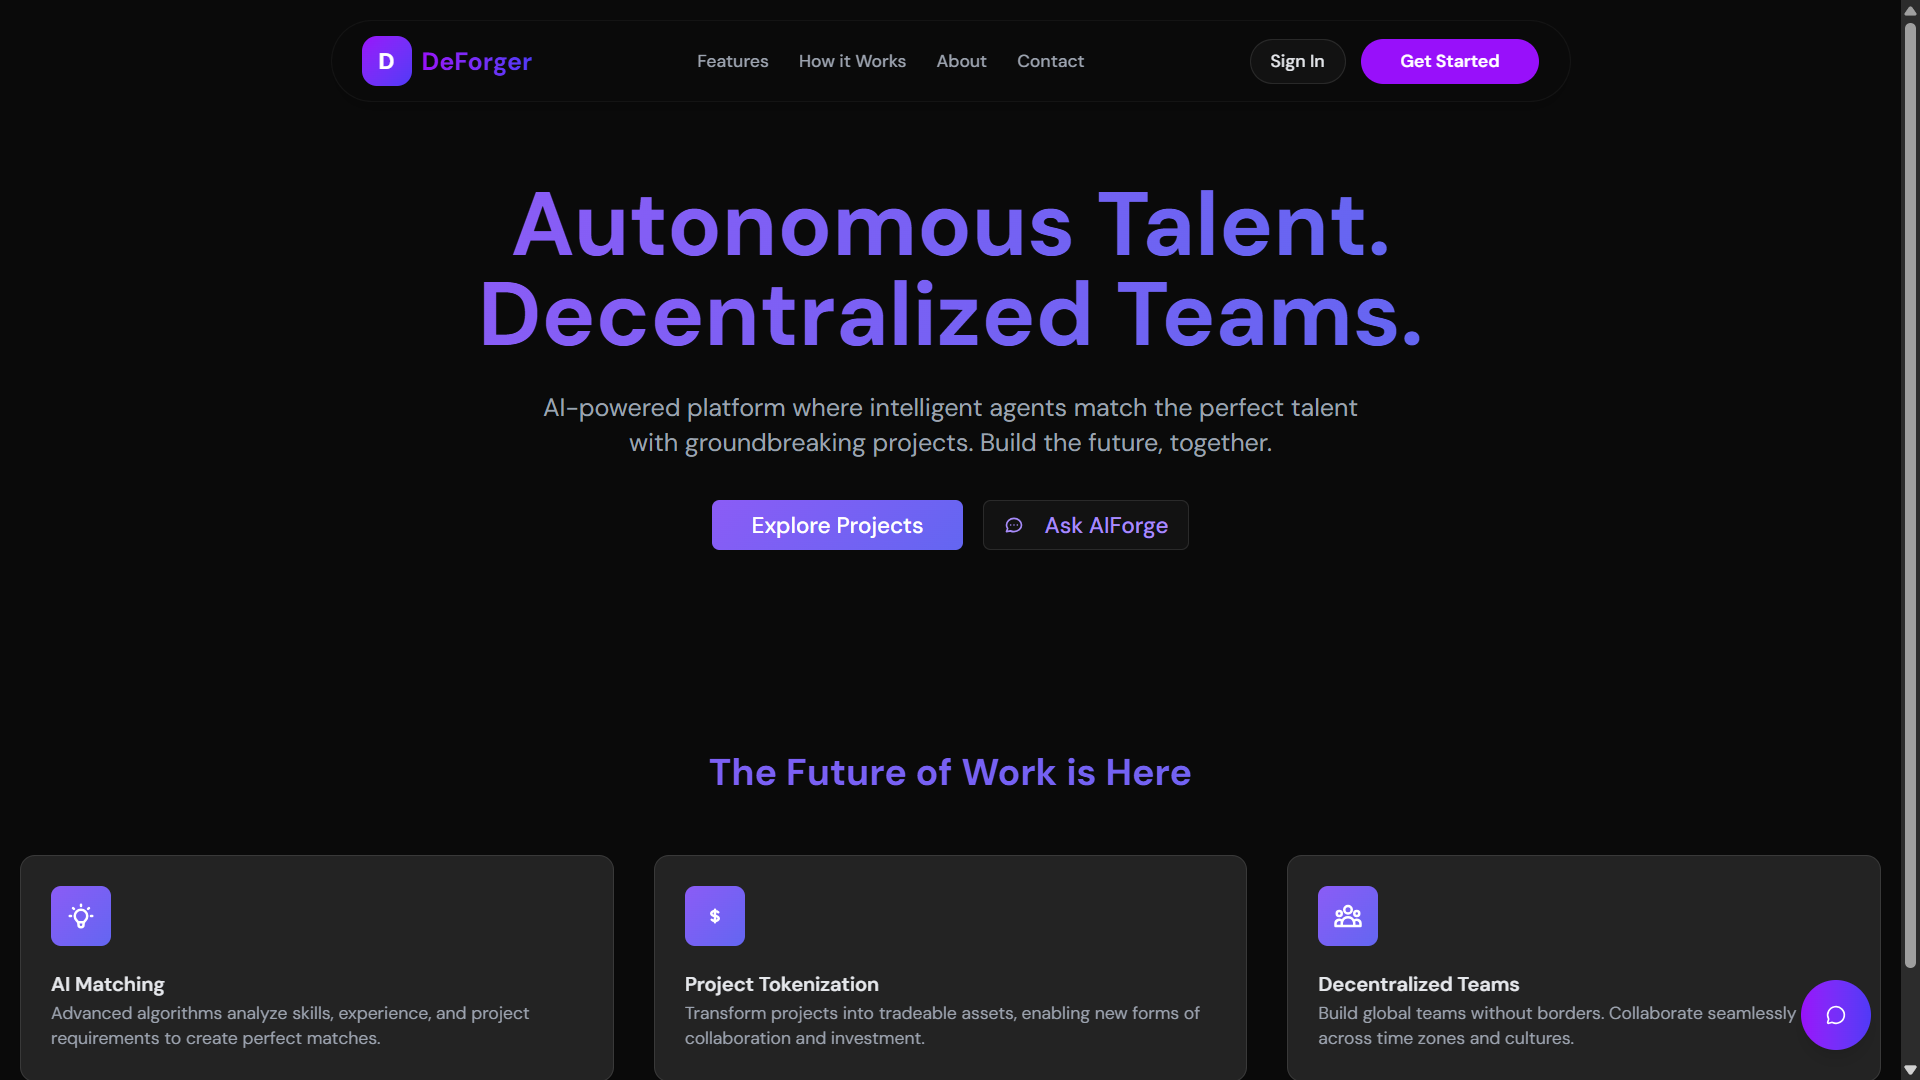 D DeForger
Features
How it Works
About
Contact
Sign In
Get Started
Autonomous Talent.
Decentralized Teams.
AI-powered platform where intelligent agents match the perfect talent
with groundbreaking projects. Build the future, together.
Explore Projects
Ask AIForge
The Future of Work is Here
AI Matching
Advanced algorithms analyze skills, experience, and project
requirements to create perfect matches.
$
Project Tokenization
Transform projects into tradeable assets, enabling new forms of
collaboration and investment.
Decentralized Teams
Build global teams without borders. Collaborate seamlessly
across time zones and cultures.